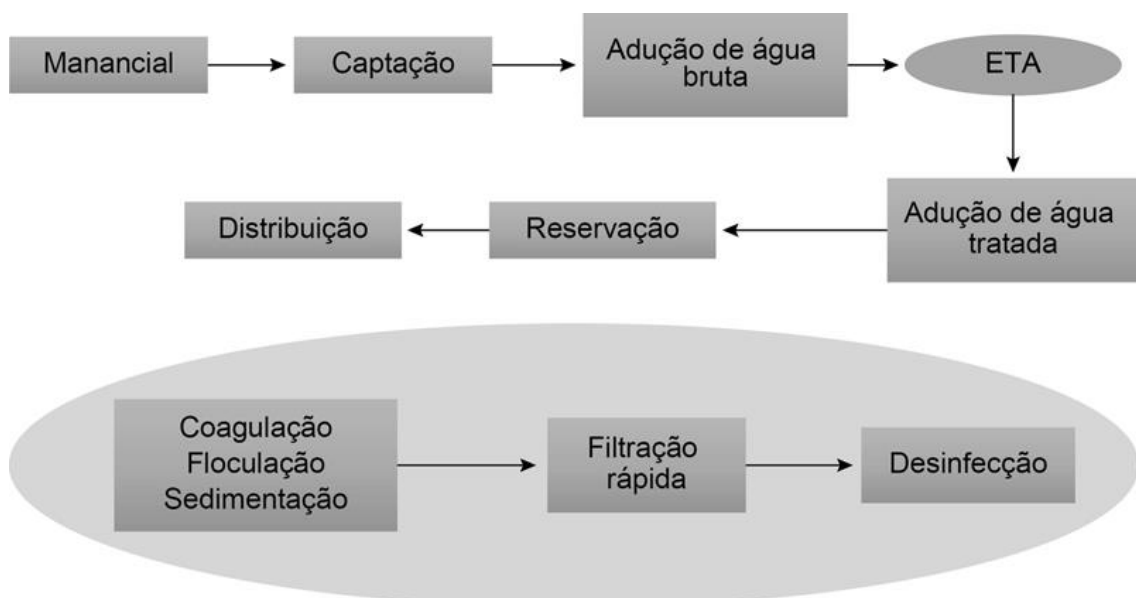 Manancial
Captação
Adução de água
bruta
ETA
Adução de água
tratada
Reservação
Distribuição
Coagulação
Floculação
Sedimentação
Filtração
rápida
Desinfecção